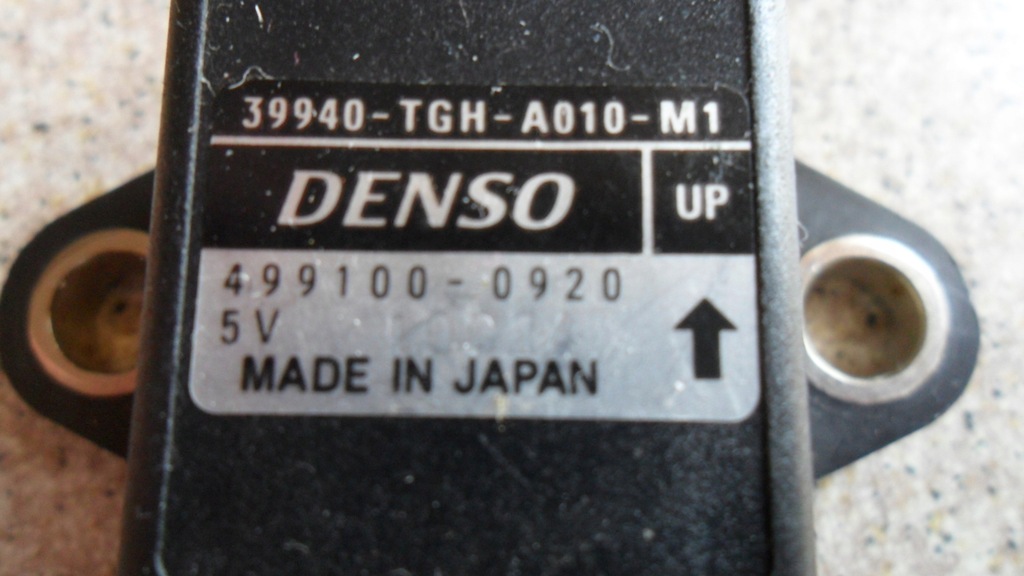 39940-TGH-A010-M1
DENSO
UP
499100-0920
5V
MADE IN JAPAN